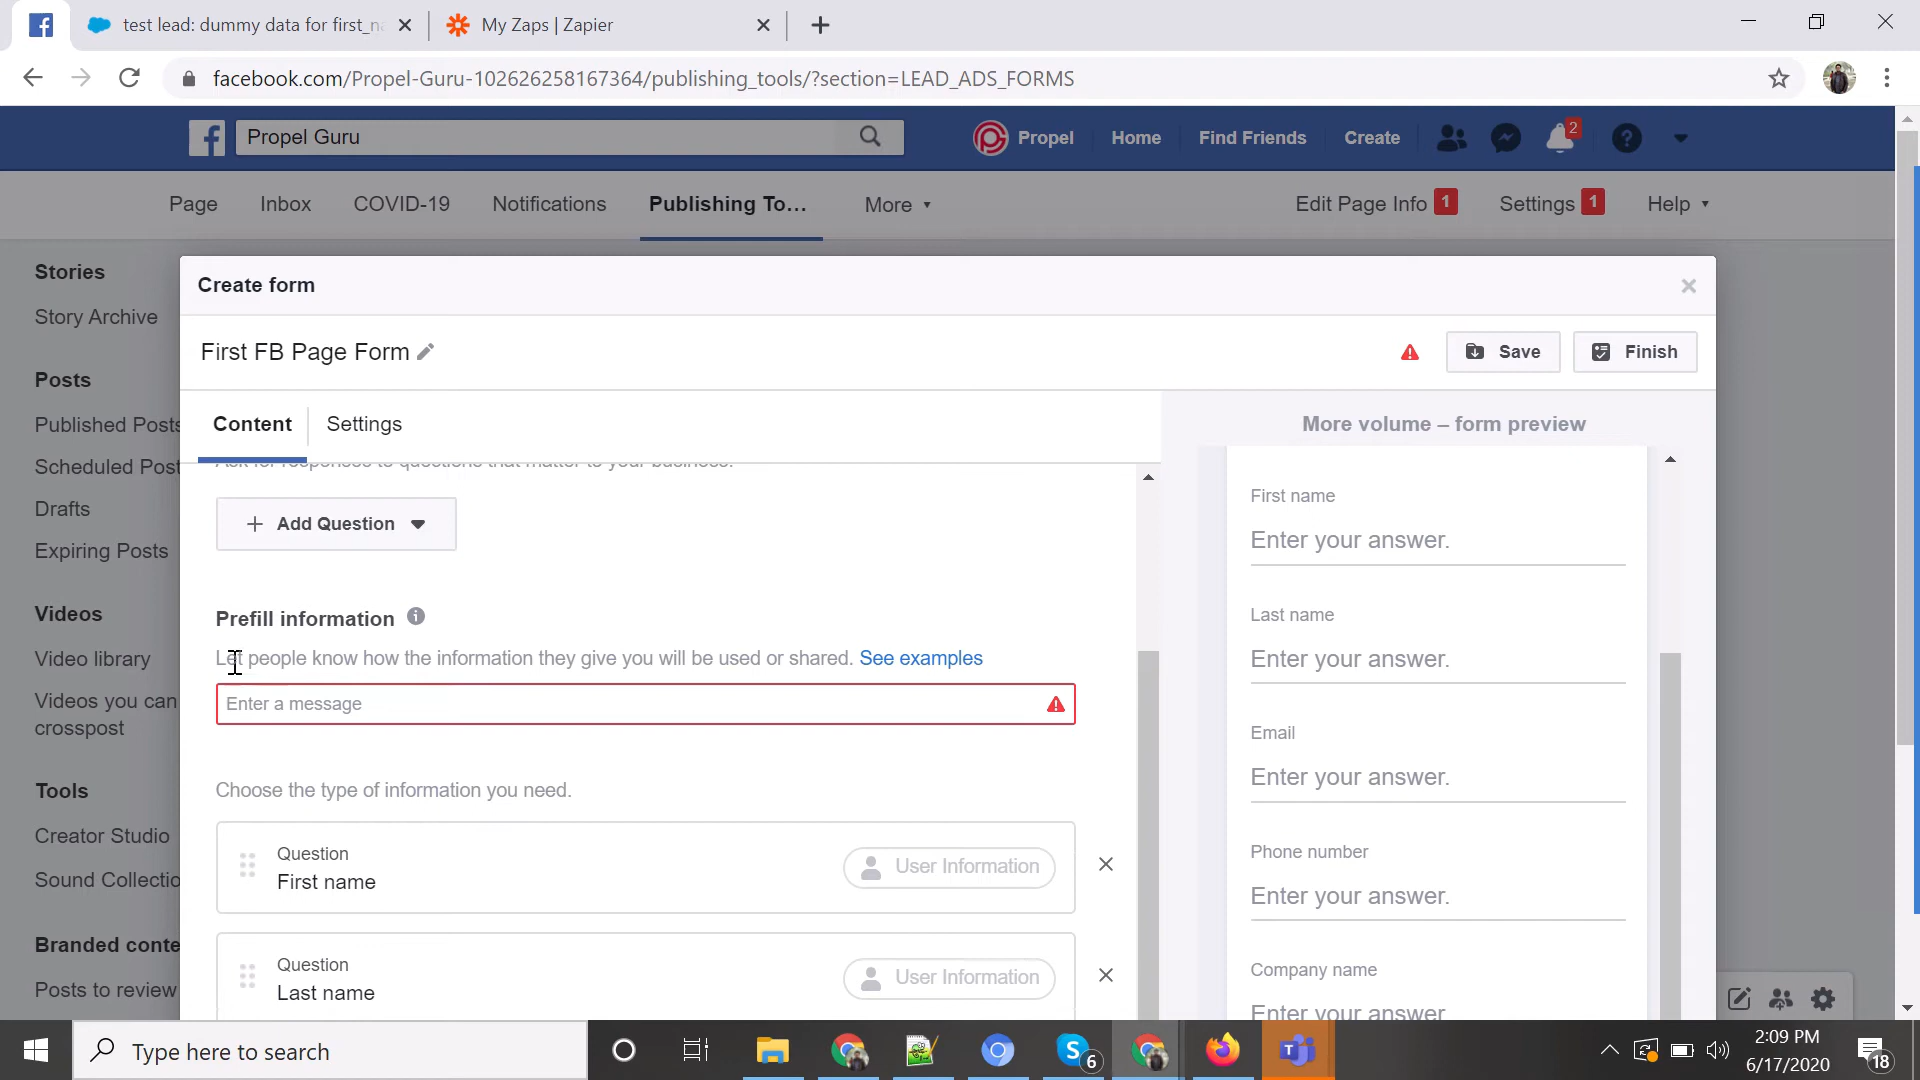 test lead: dummy data for first_na
My Zaps | Zapier
facebook.com/Propel-Guru-102626258167364/publishing_tools/?section=LEAD_ADS_FORMS
Propel Guru
Propel
Home
Find Friends
Create
2
Page
Inbox
COVID-19
Notifications
Publishing To...
More
Edit Page Info 1
Settings 1
Help
Stories
Story Archive
Posts
Published Posts
Scheduled Post
Drafts
Expiring Posts
Videos
Video library
Videos you can
crosspost
Tools
Creator Studio
Sound Collectio
Branded conte
Posts to review
Create form
First FB Page Form
Save
Finish
Content
Settings
Ask for responses to questions that matter to your business.
+ Add Question
Prefill information
Let people know how the information they give you will be used or shared. See examples
Enter a message
Choose the type of information you need.
Question
First name
User Information
Question
Last name
User Information
More volume – form preview
First name
Enter your answer.
Last name
Enter your answer.
Email
Enter your answer.
Phone number
Enter your answer.
Company name
Enter your answer.
Type here to search
6
2:09 PM
6/17/2020
18